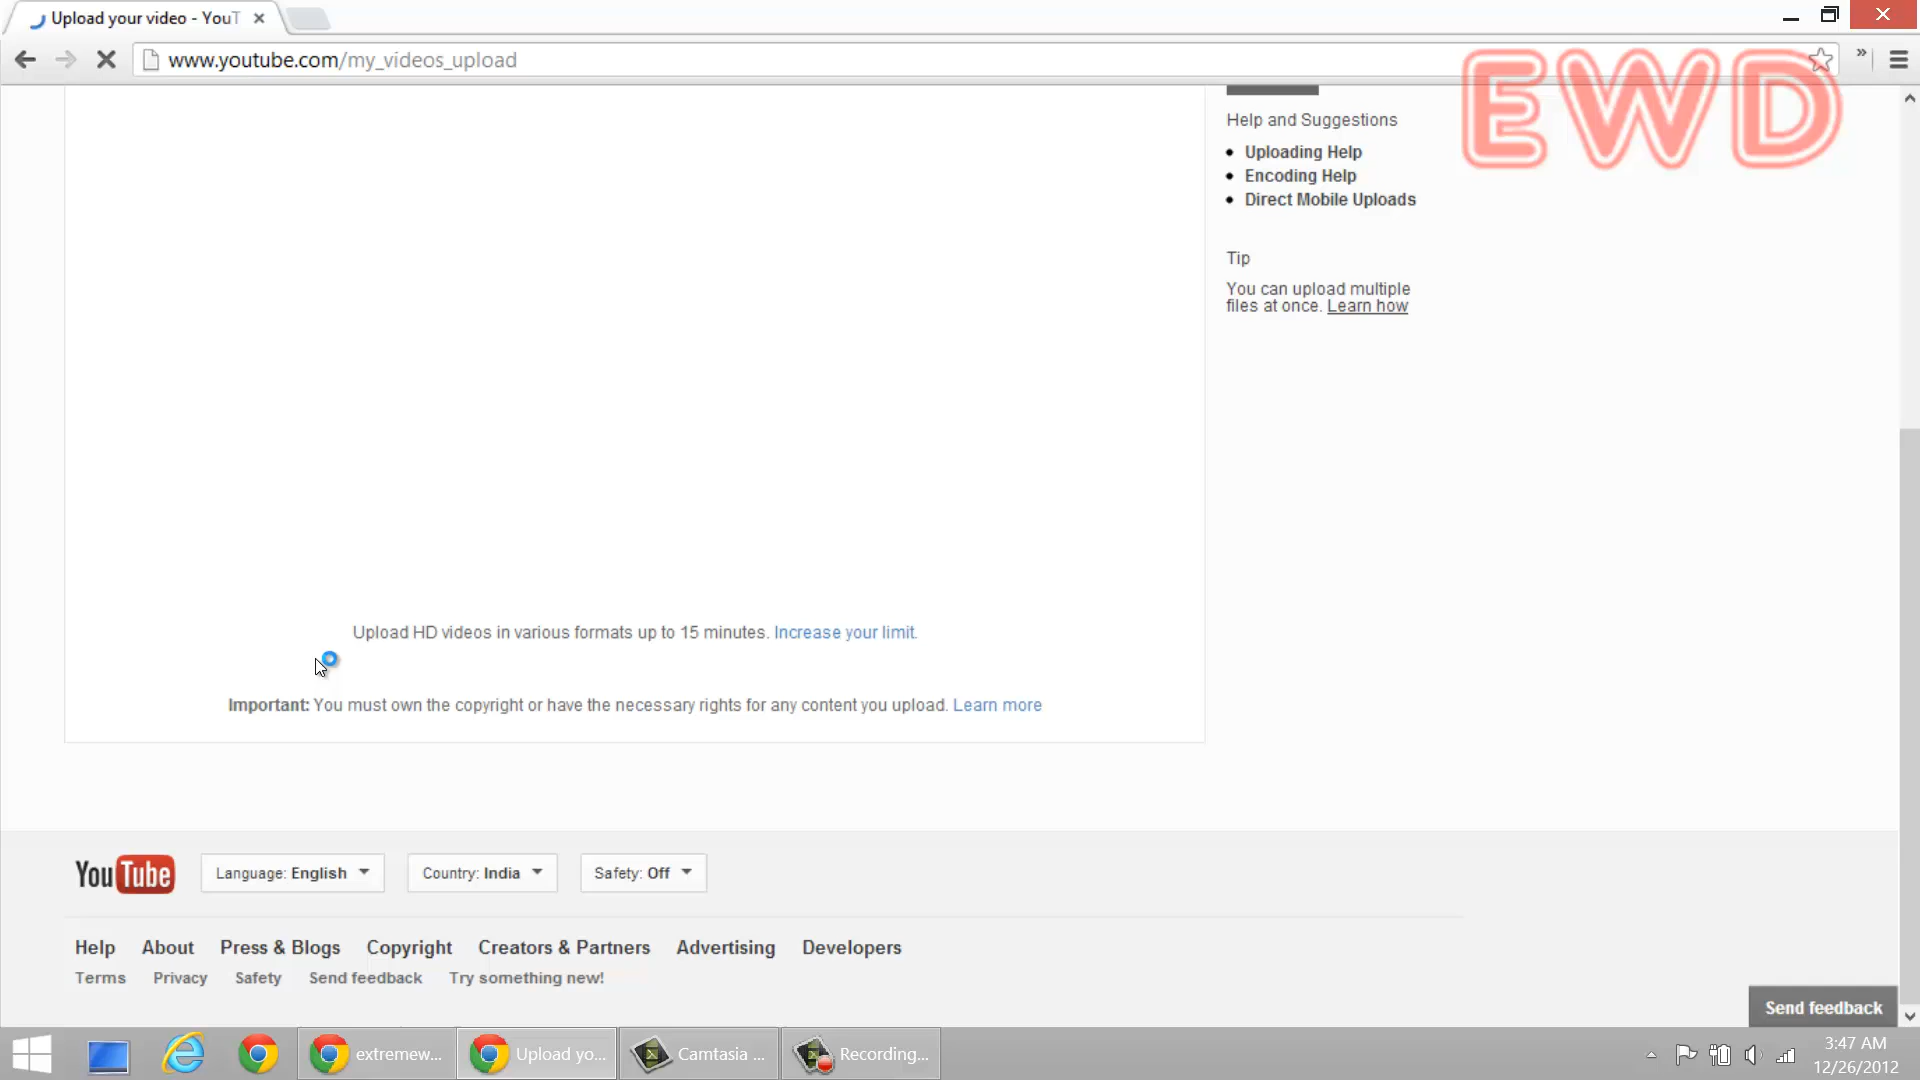 Upload your video - YouT
www.youtube.com/my_videos_upload
EWD
Help and Suggestions
Uploading Help
Encoding Help
Direct Mobile Uploads
Tip
You can upload multiple
files at once. Learn how
Upload HD videos in various formats up to 15 minutes. Increase your limit.
Important: You must own the copyright or have the necessary rights for any content you upload. Learn more
YouTube
Language: English
Country: India
Safety: Off
Help About Press & Blogs Copyright Creators & Partners Advertising Developers
Terms Privacy Safety Send feedback Try something new!
Send feedback
extremew...
Upload yo...
Camtasia ...
Recording...
3:47 AM
12/26/2012